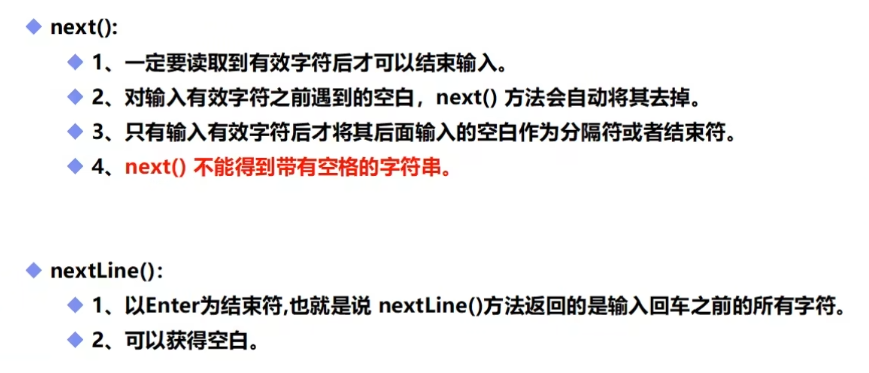 next():
1、一定要读取到有效字符后才可以结束输入。
2、对输入有效字符之前遇到的空白，next() 方法会自动将其去掉。
3、只有输入有效字符后才将其后面输入的空白作为分隔符或者结束符。
4、next() 不能得到带有空格的字符串。
nextLine()：
1、以Enter为结束符,也就是说 nextLine()方法返回的是输入回车之前的所有字符。
2、可以获得空白。